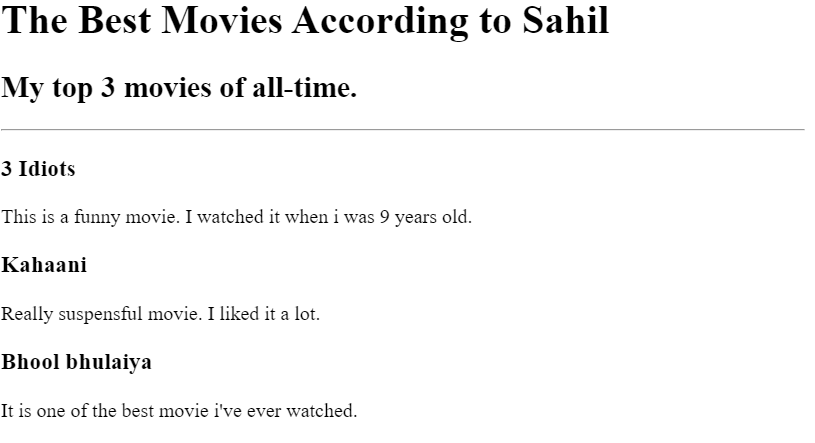 The Best Movies According to Sahil
My top 3 movies of all-time.
3 Idiots
This is a funny movie. I watched it when i was 9 years old.
Kahaani
Really suspensful movie. I liked it a lot.
Bhool bhulaiya
It is one of the best movie i've ever watched.